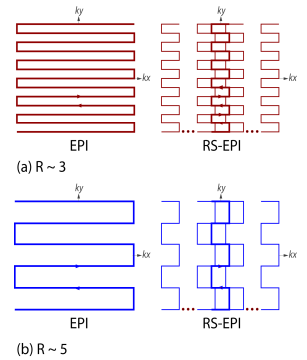 ky ky
kx kx
EPI RS-EPI
(a) R ~ 3
ky ky
kx kx
EPI RS-EPI
(b) R ~ 5